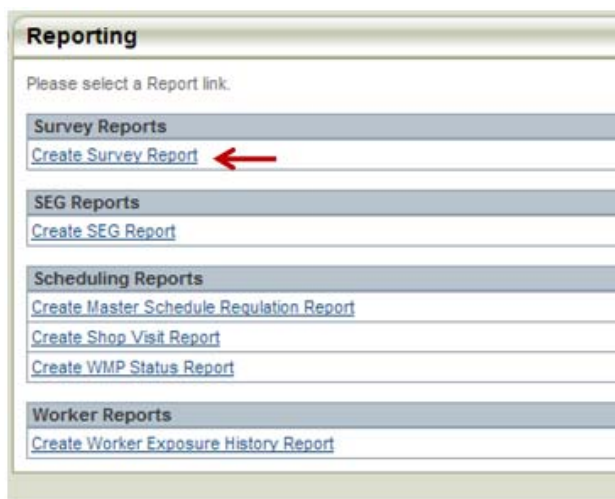 Reporting
Please select a Report link.
Survey Reports
Create Survey Report
SEG Reports
Create SEG Report
Scheduling Reports
Create Master Schedule Regulation Report
Create Shop Visit Report
Create WMP Status Report
Worker Reports
Create Worker Exposure History Report